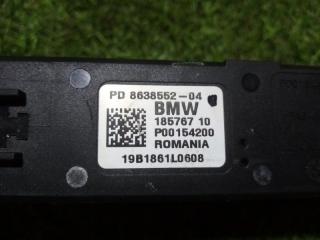 PD 8638552-04
BMW
185767 10
P00154200
ROMANIA
19B1861L0608